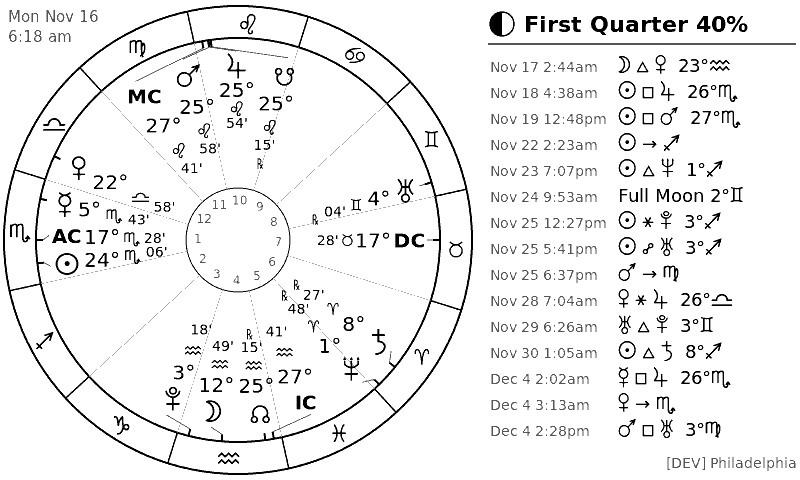 Mon Nov 16
6:18 am
First Quarter 40%
Nov 17 2:44am ☽ △ ♀ 23°♒
Nov 18 4:38am ☉ □ ♃ 26°♏
Nov 19 12:48pm ☉ □ ♂ 27°♏
Nov 22 2:23am ☉ → ♐
Nov 23 7:07pm ☉ △ ♆ 1°♐
Nov 24 9:53am Full Moon 2°♊
Nov 25 12:27pm ☉ ⚹ ⯓ 3°♐
Nov 25 5:41pm ☉ ☍ ♅ 3°♐
Nov 25 6:37pm ♂ → ♍
Nov 28 7:04am ♀ ⚹ ♃ 26°♎
Nov 29 6:26am ♅ △ ⯓ 3°♊
Nov 30 1:05am ☉ △ ♄ 8°♐
Dec 4 2:02am ☿ □ ♃ 26°♏
Dec 4 3:13am ♀ → ♏
Dec 4 2:28pm ♂ □ ♅ 3°♍
[DEV] Philadelphia
♍ ♌ ♋ ♊ ♉ ♈ ♓ ♒ ♑ ♐ ♏ ♎
MC 27° ♌ 41'
♂ 25° ♌ 58'
♃ 25° ♌ 54'
☋ 25° ♌ 15' ℞
♀ 22° ♎ 58'
☿ 5° ♏ 43'
AC 17° ♏ 28'
☉ 24° ♏ 06'
℞ 04' ♊ 4° ♅
28' ♉ 17° DC
℞ 27' ♈ 8° ♄
℞ 48' ♈ 1° ♆
18' ♒ 3° ⯓
49' ♒ 12° ☽
℞ 15' ♒ 25° ☊
41' ♒ 27° IC
1 2 3 4 5 6 7 8 9 10 11 12